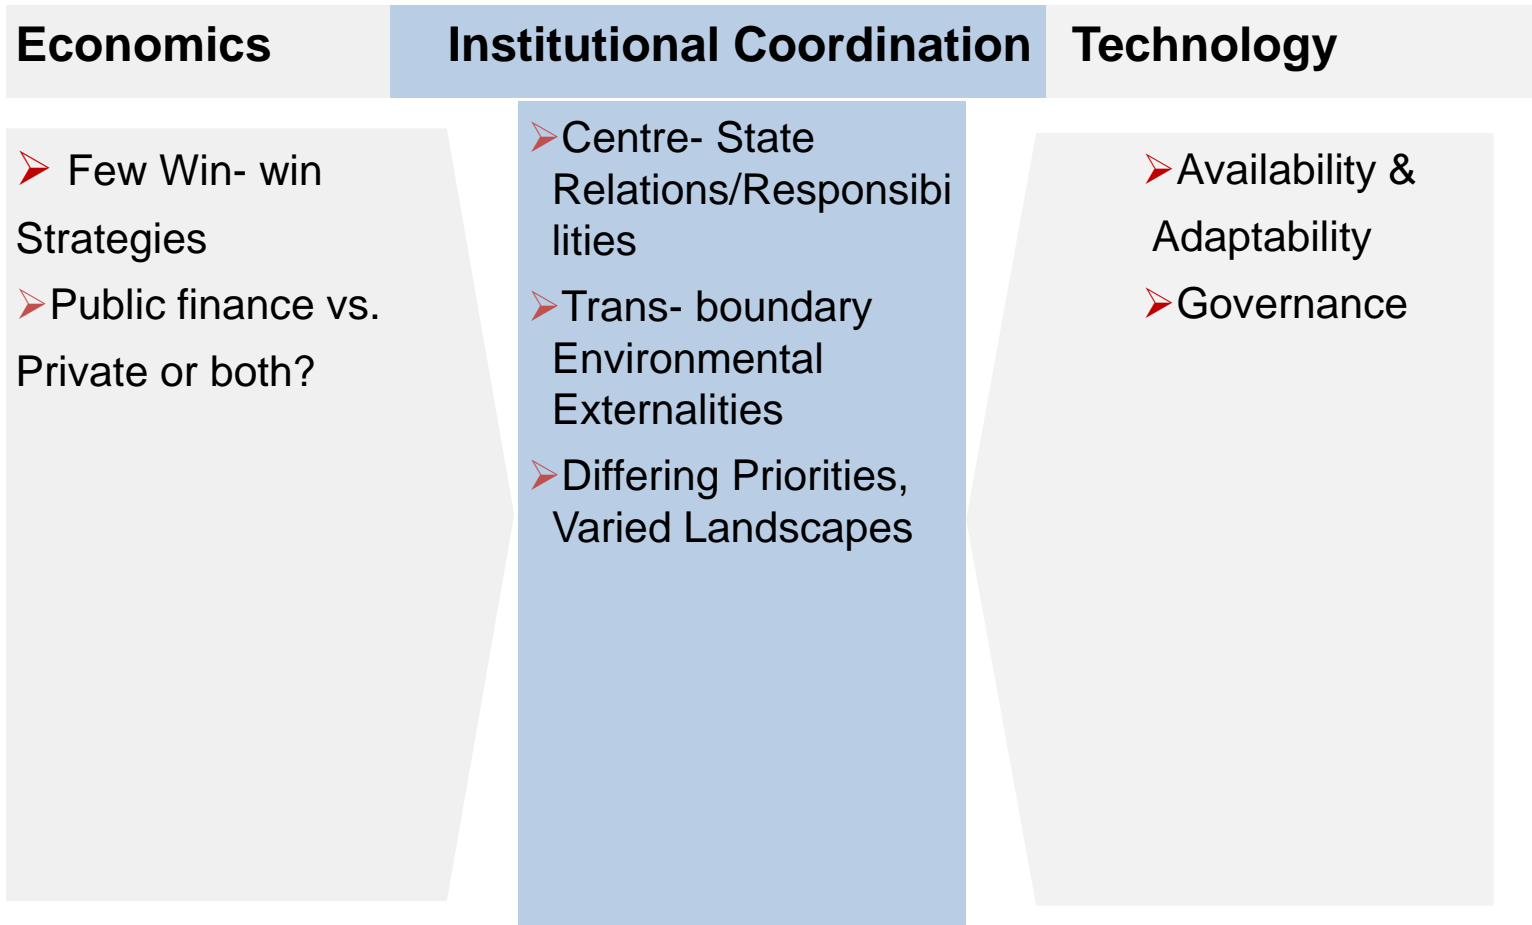 Economics
Institutional Coordination
Technology
➢ Few Win- win
Strategies
➢Public finance vs.
Private or both?
➢Centre- State
Relations/Responsibi
lities
➢Trans- boundary
Environmental
Externalities
➢Differing Priorities,
Varied Landscapes
➢Availability &
Adaptability
➢Governance